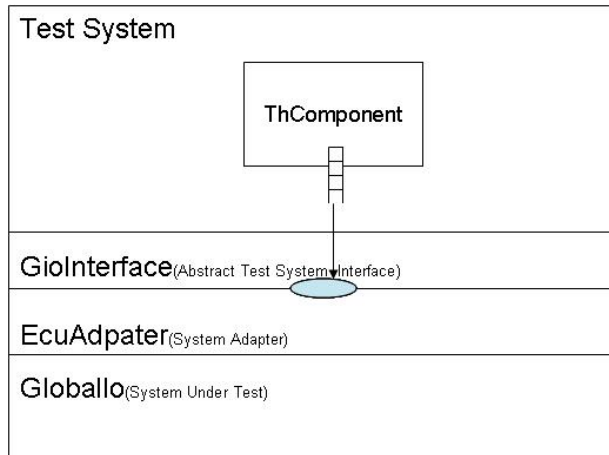 Test System
ThComponent
GioInterface(Abstract Test System Interface)
EcuAdpater(System Adapter)
Globallo(System Under Test)